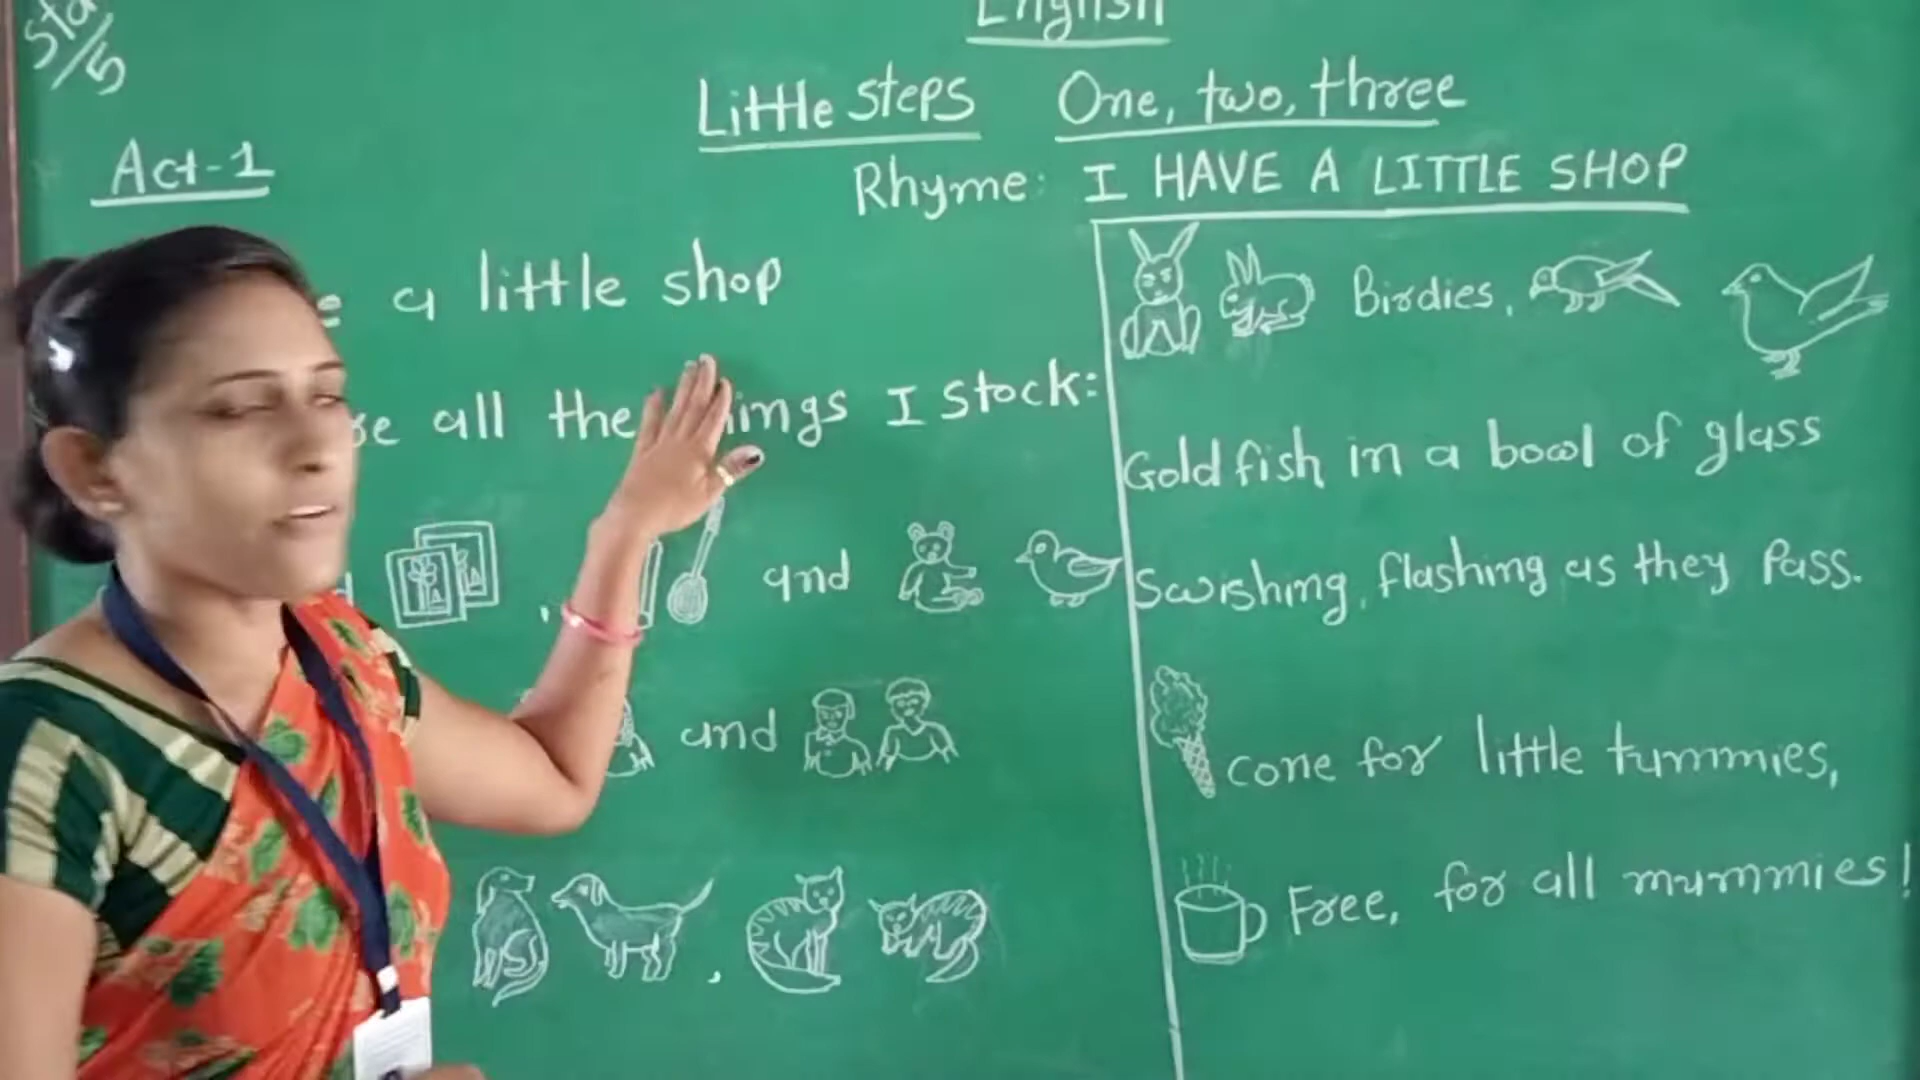 Std/5
English
Little steps One, two, three
Act-1
Rhyme: I HAVE A LITTLE SHOP
a little shop
all the I stock:
and
and
Birdies,
Gold fish in a bowl of glass
Swishing, flashing as they Pass.
cone for little tummies,
Free, for all mummies!